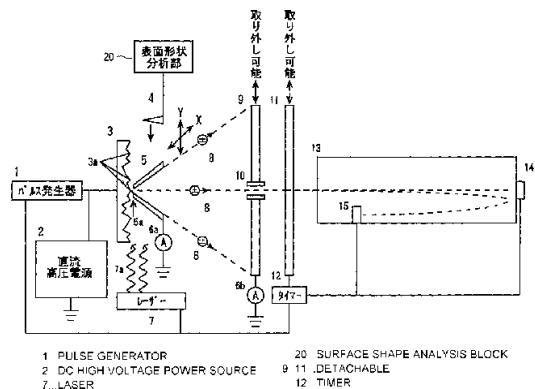 取り外し可能
取り外し可能
20
表面形状
分析部
4
Y
X
9
11
3
3a
5
8
13
14
1
パルス発生器
10
8
15
5a
6a
A
2
直流
高圧電源
7a
8
6b
A
12
タイマー
レーザー
7
1 PULSE GENERATOR
2 DC HIGH VOLTAGE POWER SOURCE
7...LASER
20 SURFACE SHAPE ANALYSIS BLOCK
9 11 .DETACHABLE
12 TIMER